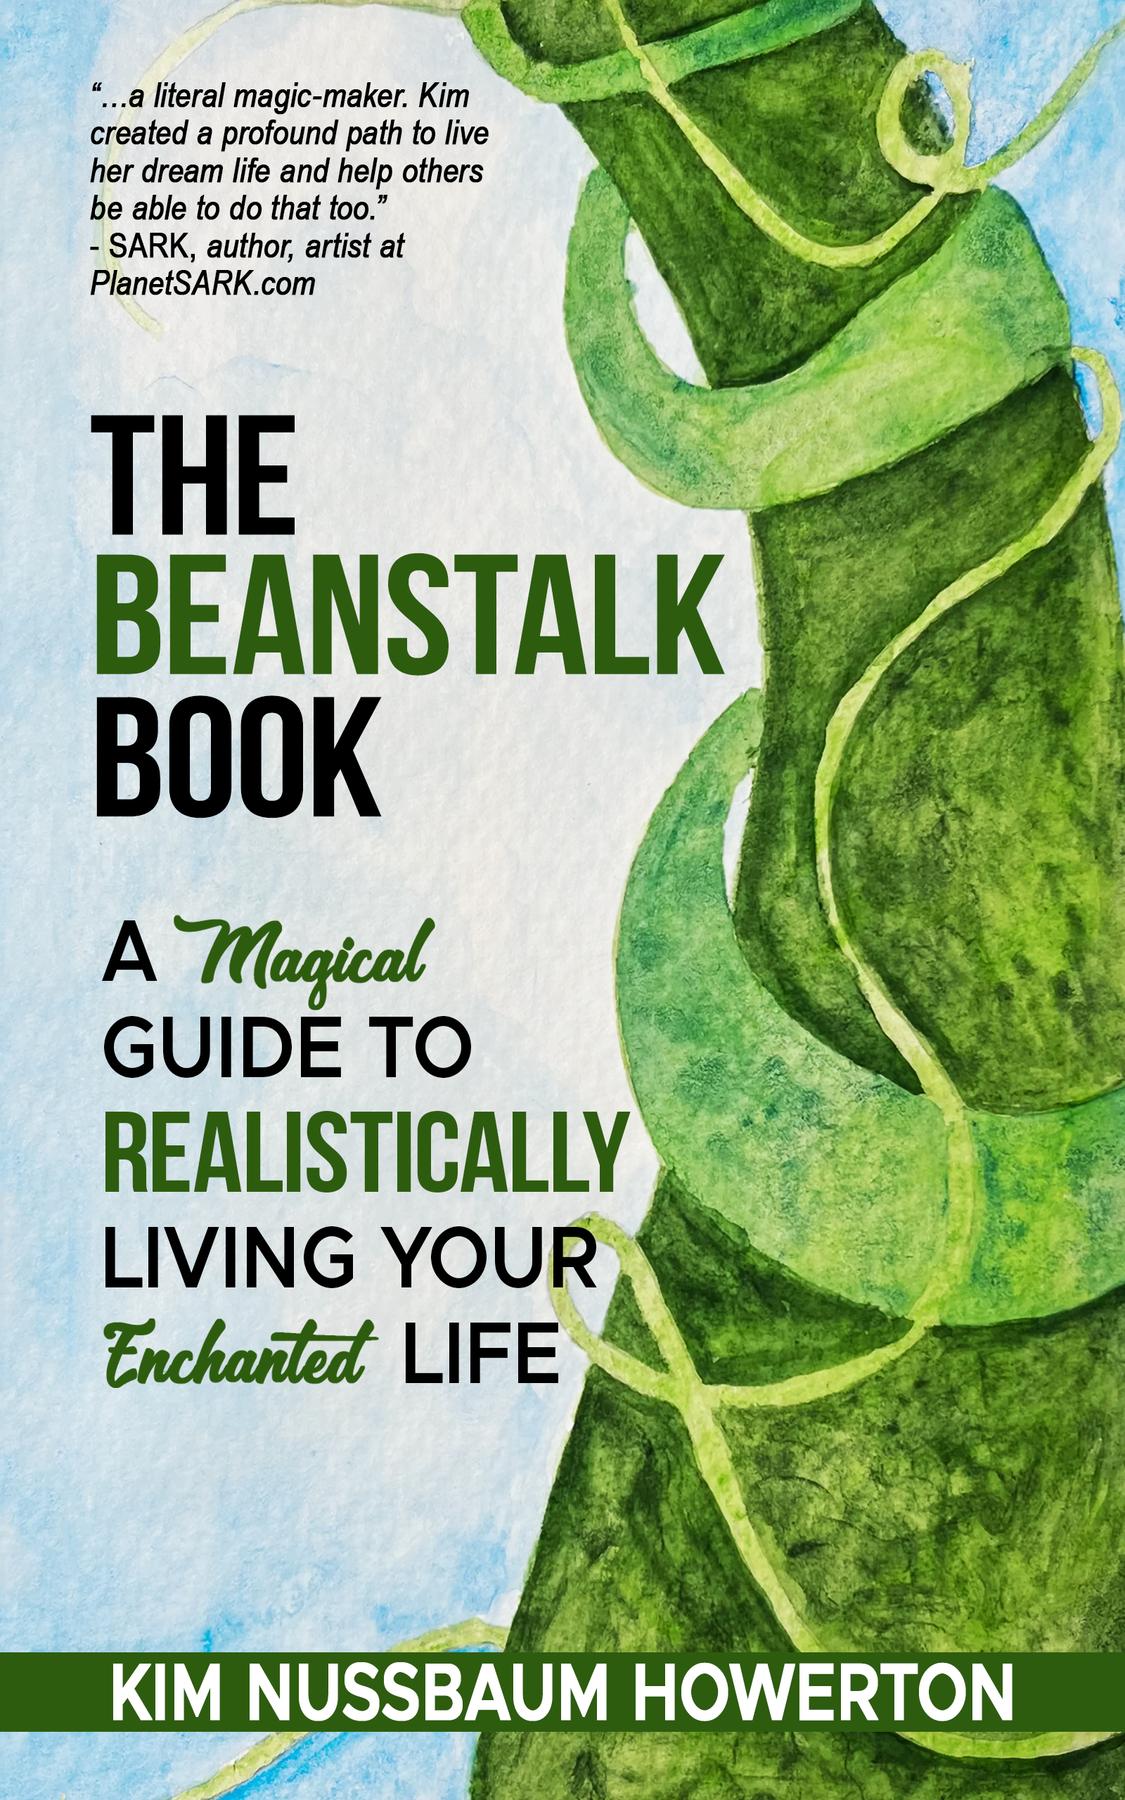 “...a literal magic-maker. Kim
created a profound path to live
her dream life and help others
be able to do that too.”
- SARK, author, artist at
PlanetSARK.com
THE
BEANSTALK
BOOK
A Magical
GUIDE TO
REALISTICALLY
LIVING YOUR
Enchanted LIFE
KIM NUSSBAUM HOWERTON